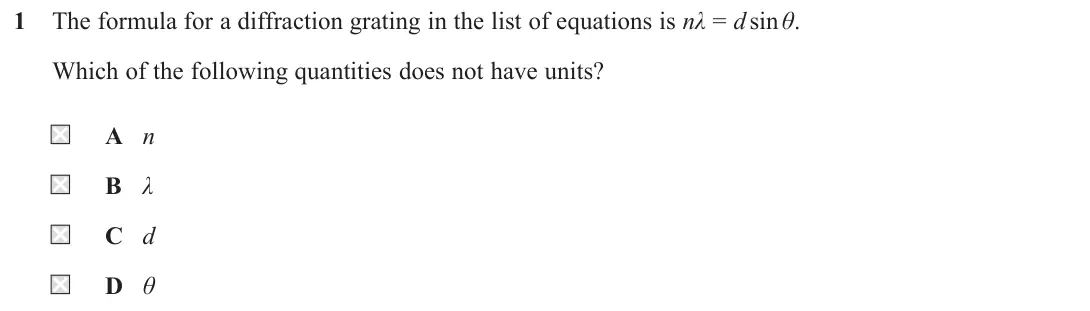 1 The formula for a diffraction grating in the list of equations is nλ = d sin θ.
Which of the following quantities does not have units?
A n
B λ
C d
D θ